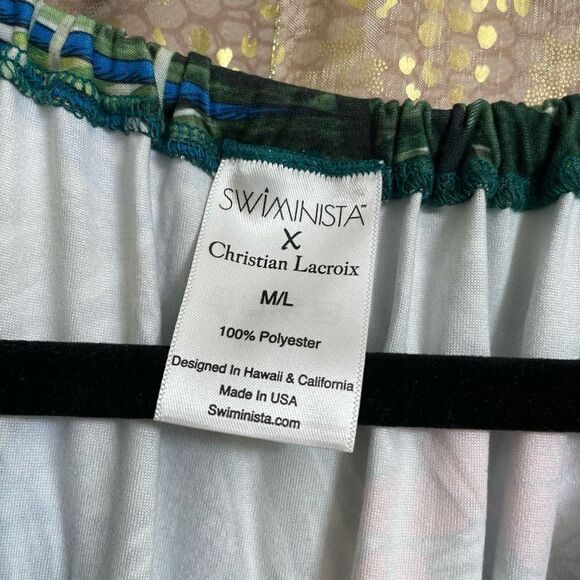 SWIMINISTA™
X
Christian Lacroix
M/L
100% Polyester
Designed In Hawaii & California
Made In USA
Swiminista.com